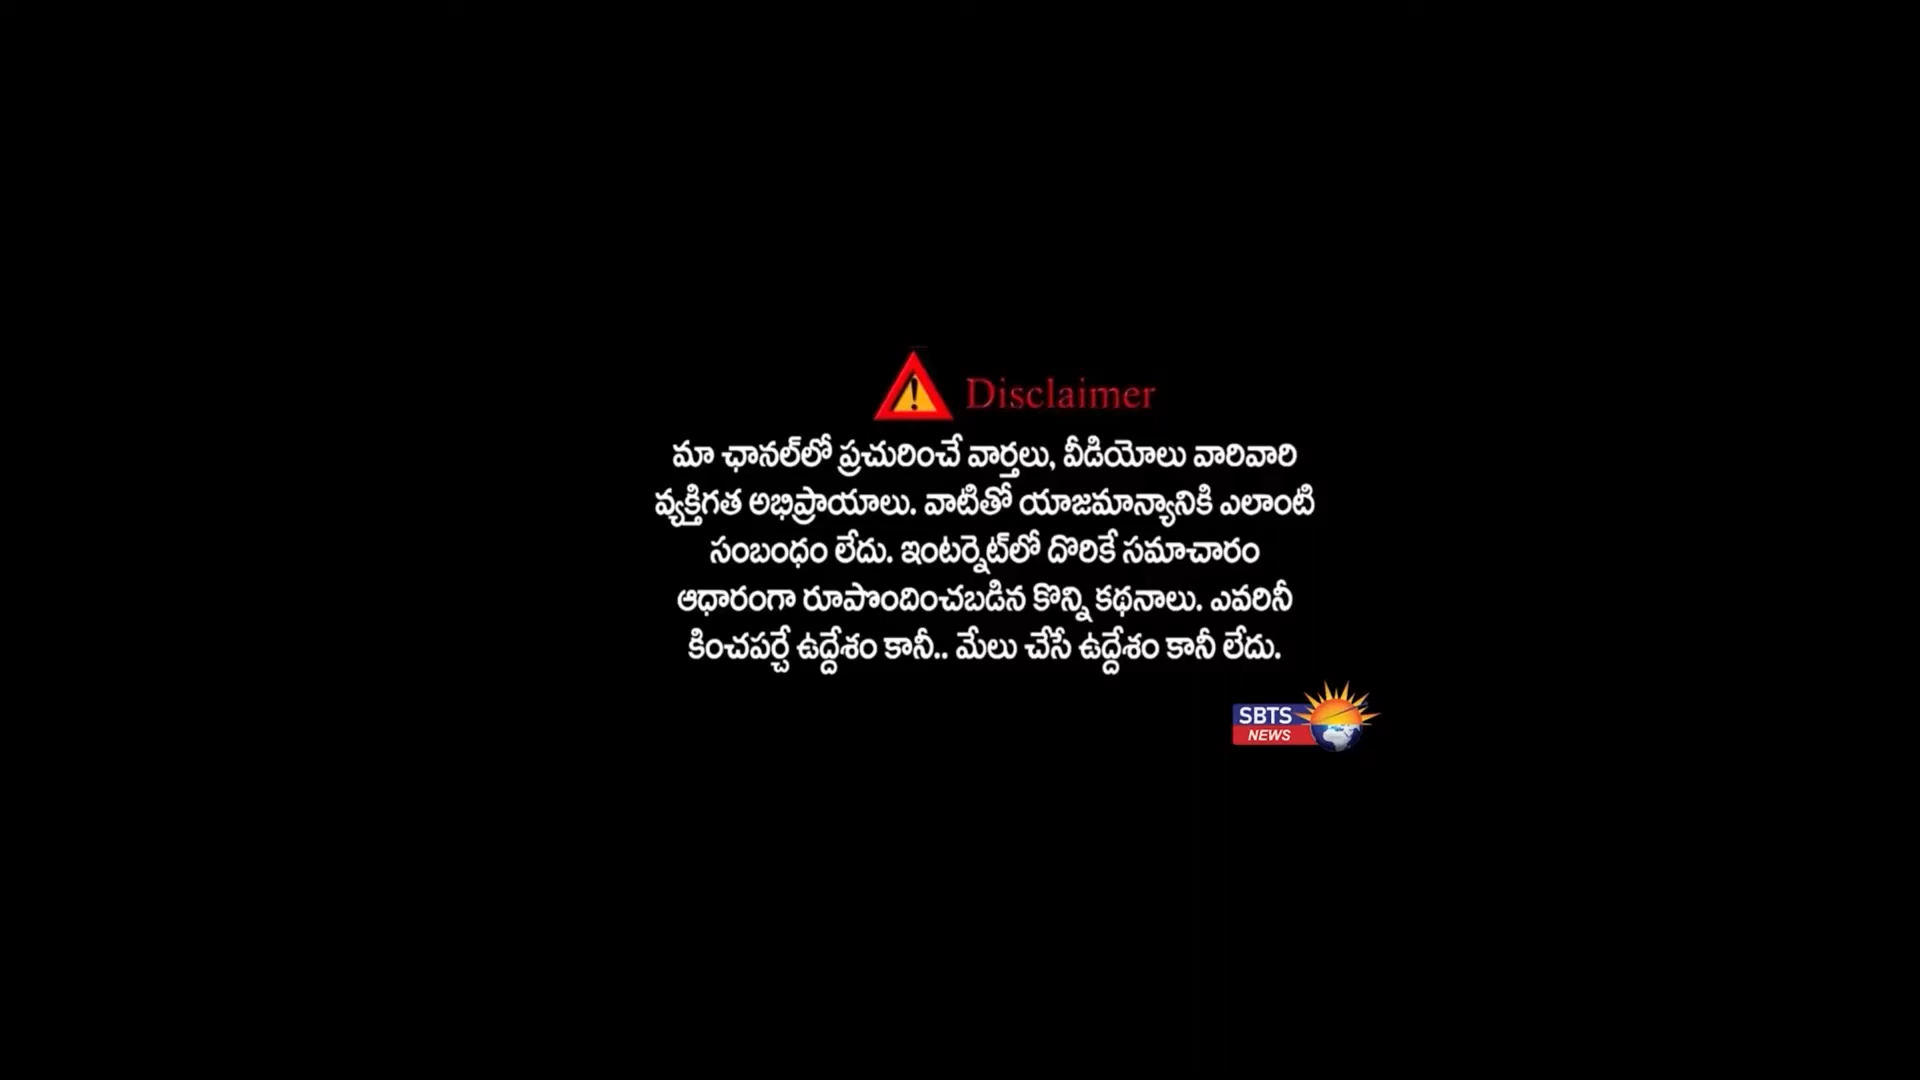 Disclaimer
మా ఛానల్‌లో ప్రచురించే వార్తలు, వీడియోలు వారివారి
వ్యక్తిగత అభిప్రాయాలు. వాటితో యాజమాన్యానికి ఎలాంటి
సంబంధం లేదు. ఇంటర్నెట్‌లో దొరికే సమాచారం
ఆధారంగా రూపొందించబడిన కొన్ని కథనాలు. ఎవరినీ
కించపర్చే ఉద్దేశం కానీ.. మేలు చేసే ఉద్దేశం కానీ లేదు.
SBTS
NEWS